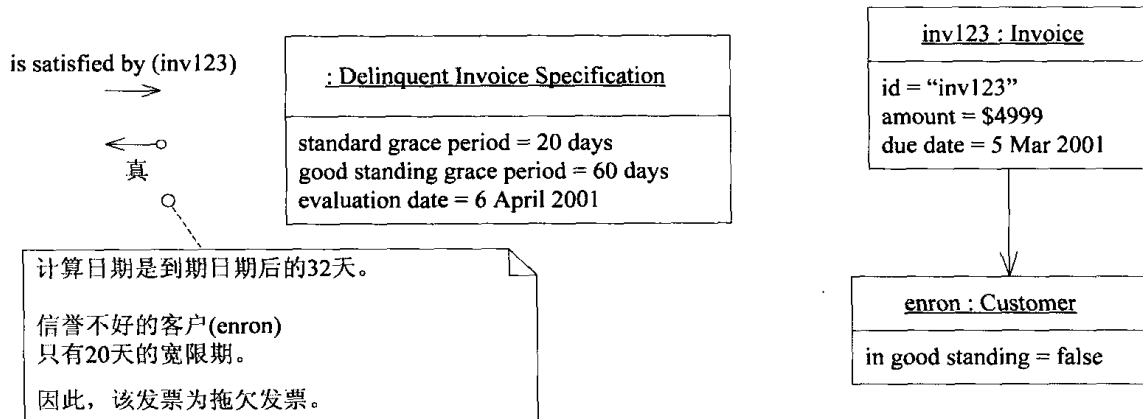 is satisfied by (inv123)
真
: Delinquent Invoice Specification
standard grace period = 20 days
good standing grace period = 60 days
evaluation date = 6 April 2001
计算日期是到期日期后的32天。
信誉不好的客户(enron)
只有20天的宽限期。
因此，该发票为拖欠发票。
inv123 : Invoice
id = “inv123”
amount = $4999
due date = 5 Mar 2001
enron : Customer
in good standing = false